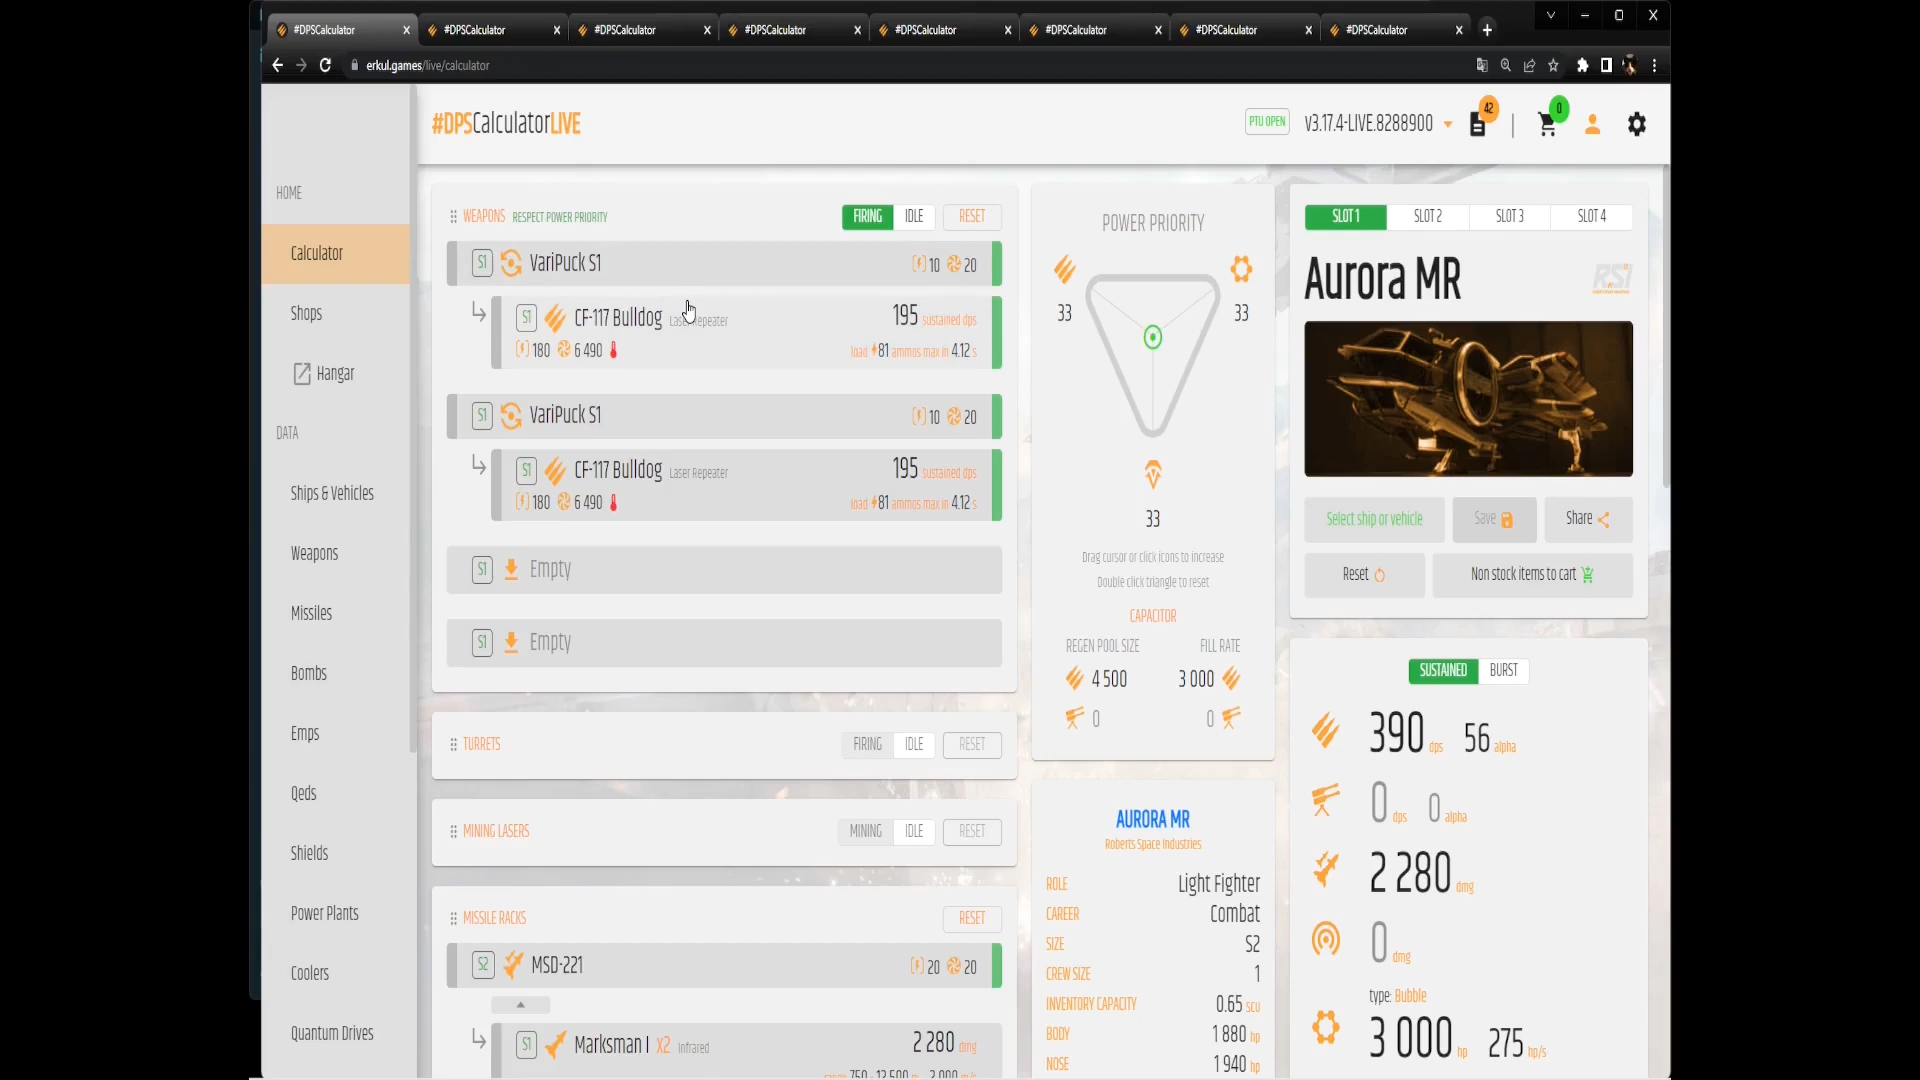 #DPSCalculator
#DPSCalculator
#DPSCalculator
#DPSCalculator
#DPSCalculator
#DPSCalculator
#DPSCalculator
#DPSCalculator
erkul.games/live/calculator
#DPSCalculatorLIVE
PTU OPEN
v3.17.4-LIVE.8288900
42
0
HOME
Calculator
Shops
Hangar
DATA
Ships & Vehicles
Weapons
Missiles
Bombs
Emps
Qeds
Shields
Power Plants
Coolers
Quantum Drives
WEAPONS RESPECT POWER PRIORITY
FIRING IDLE RESET
S1 VariPuck S1 10 20
S1 CF-117 Bulldog Laser Repeater 195 sustained dps
180 6 490 load 81 ammos max in 4.12 s
S1 VariPuck S1 10 20
S1 CF-117 Bulldog Laser Repeater 195 sustained dps
180 6 490 load 81 ammos max in 4.12 s
S1 Empty
S1 Empty
TURRETS FIRING IDLE RESET
MINING LASERS MINING IDLE RESET
MISSILE RACKS RESET
S2 MSD-221 20 20
S1 Marksman I x2 Infrared 2 280 dmg
POWER PRIORITY
33 33
33
Drag cursor or click icons to increase
Double click triangle to reset
CAPACITOR
REGEN POOL SIZE FILL RATE
4 500 3 000
0 0
AURORA MR
Roberts Space Industries
ROLE Light Fighter
CAREER Combat
SIZE S2
CREW SIZE 1
INVENTORY CAPACITY 0.65 SCU
BODY 1 880 hp
NOSE 1 940 hp
SLOT 1 SLOT 2 SLOT 3 SLOT 4
Aurora MR
RSI
Select ship or vehicle Save Share
Reset Non stock items to cart
SUSTAINED BURST
390 dps 56 alpha
0 dps 0 alpha
2 280 dmg
0 dmg
type: Bubble
3 000 hp 275 hp/s